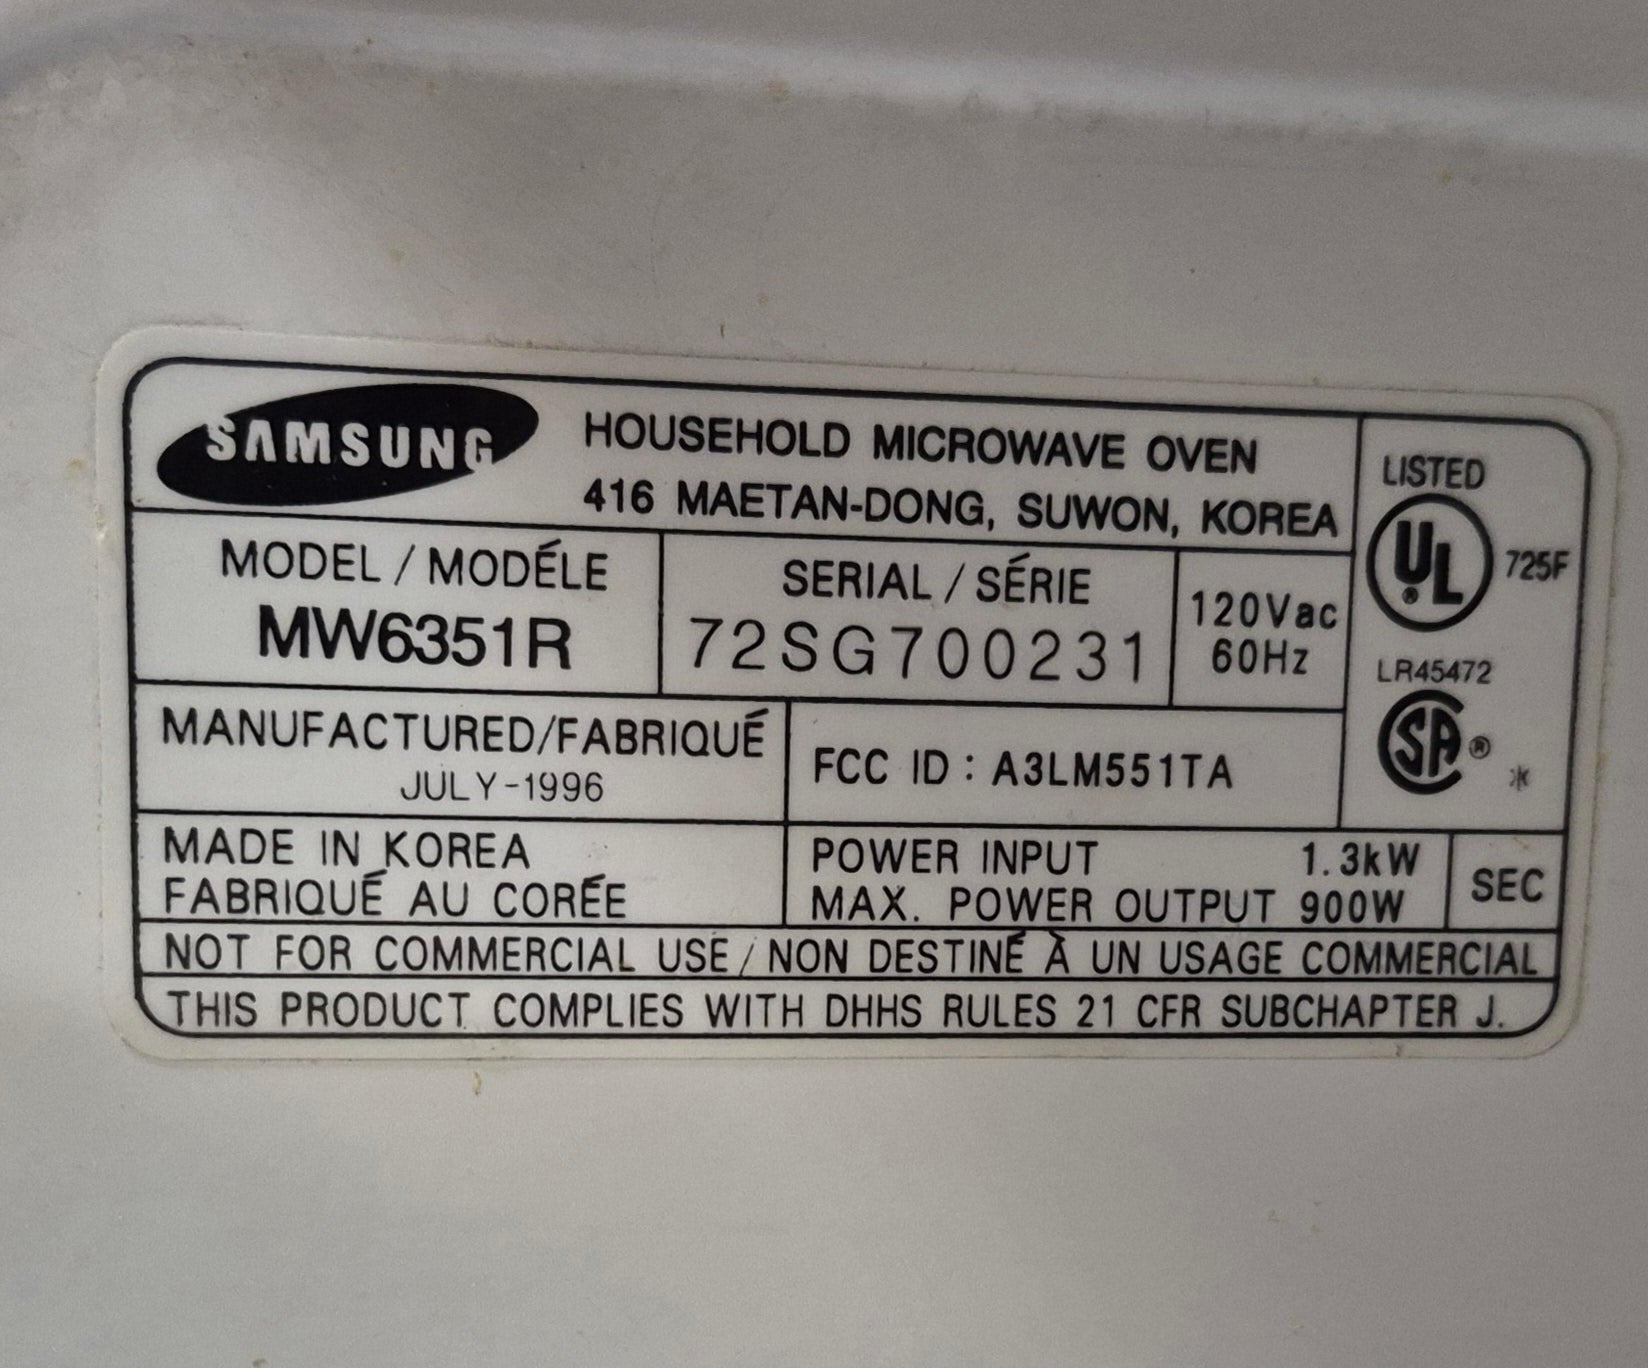 SAMSUNG
HOUSEHOLD MICROWAVE OVEN
416 MAETAN-DONG, SUWON, KOREA
LISTED
UL® 725F
LR45472
SA® *
MODEL / MODÉLE
MW6351R
SERIAL / SÉRIE
72SG700231
120Vac
60Hz
MANUFACTURED/FABRIQUÉ
JULY-1996
FCC ID : A3LM551TA
MADE IN KOREA
FABRIQUÉ AU CORÉE
POWER INPUT 1.3kW
MAX. POWER OUTPUT 900W
SEC
NOT FOR COMMERCIAL USE / NON DESTINÉ À UN USAGE COMMERCIAL
THIS PRODUCT COMPLIES WITH DHHS RULES 21 CFR SUBCHAPTER J.